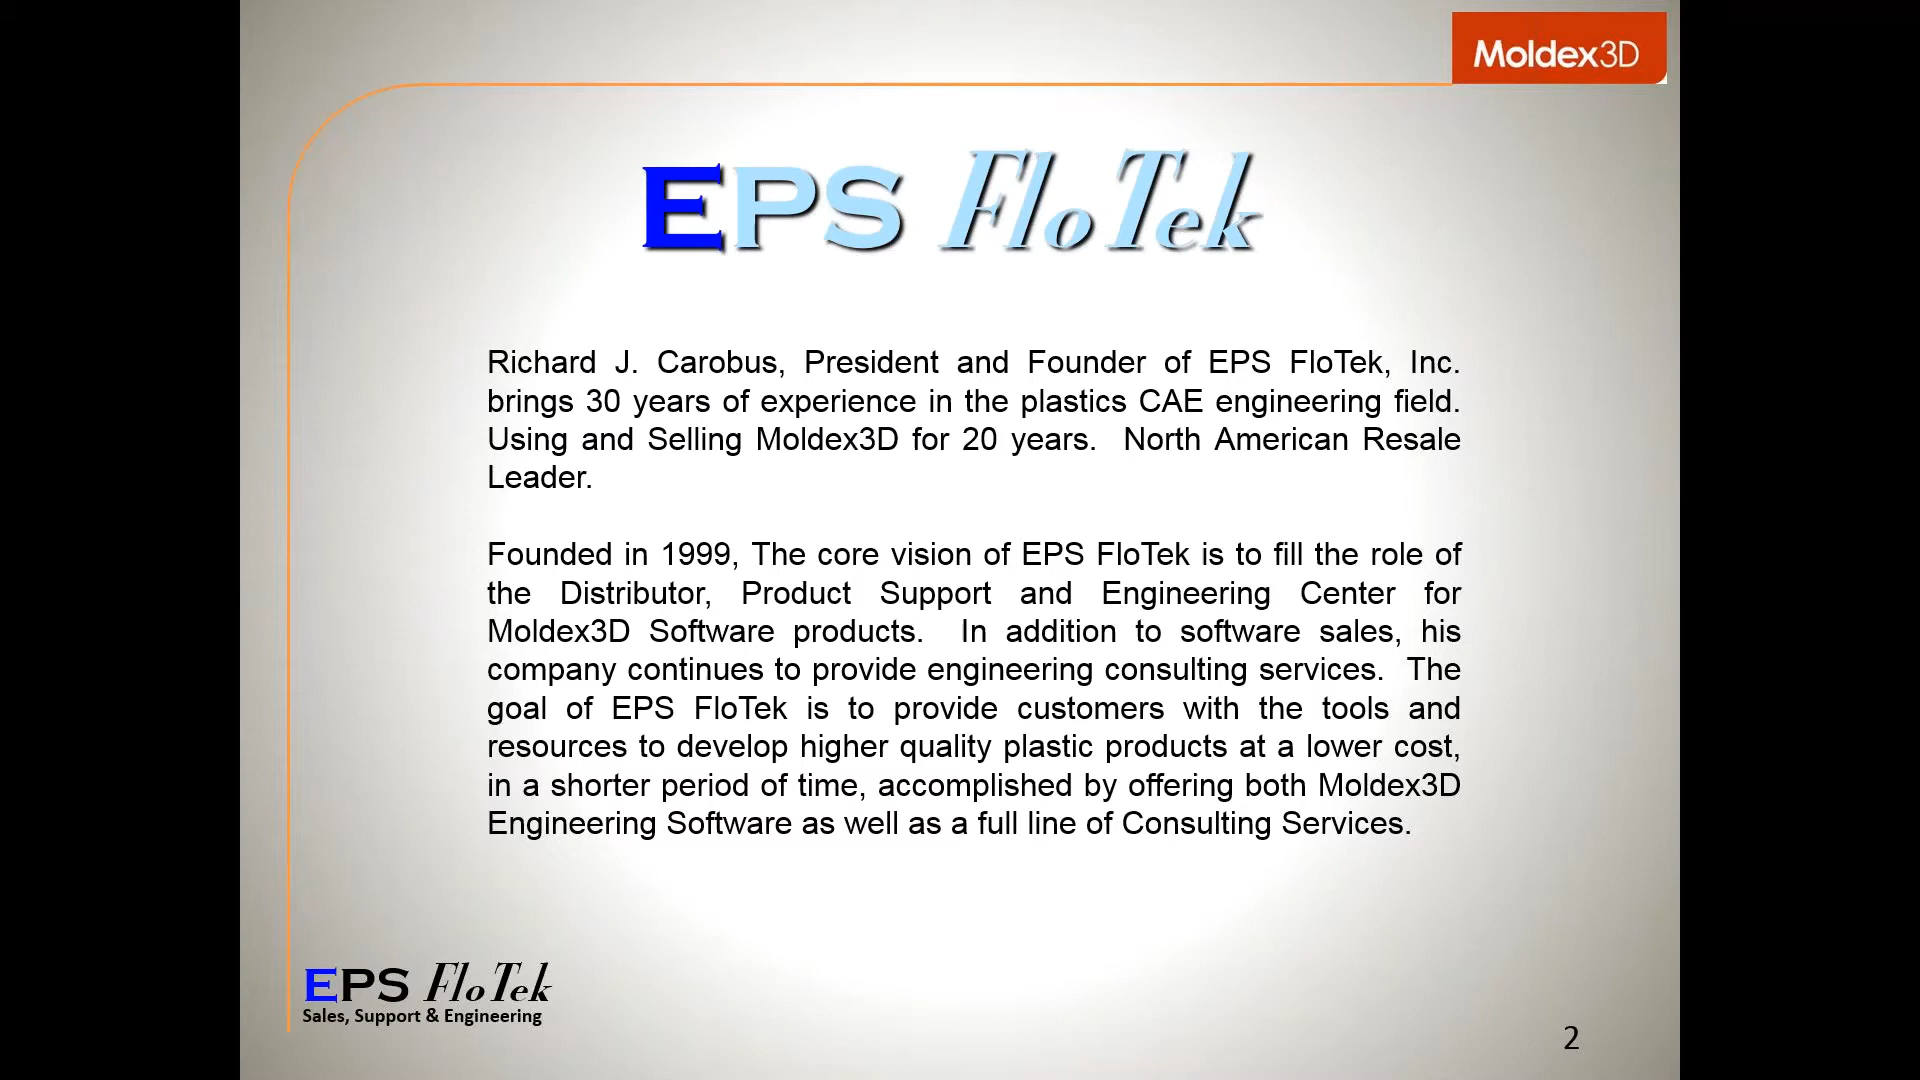 Moldex3D
EPS FloTek
Richard J. Carobus, President and Founder of EPS FloTek, Inc.
brings 30 years of experience in the plastics CAE engineering field.
Using and Selling Moldex3D for 20 years.  North American Resale
Leader.
Founded in 1999, The core vision of EPS FloTek is to fill the role of
the Distributor, Product Support and Engineering Center for
Moldex3D Software products.  In addition to software sales, his
company continues to provide engineering consulting services.  The
goal of EPS FloTek is to provide customers with the tools and
resources to develop higher quality plastic products at a lower cost,
in a shorter period of time, accomplished by offering both Moldex3D
Engineering Software as well as a full line of Consulting Services.
EPS FloTek
Sales, Support & Engineering
2